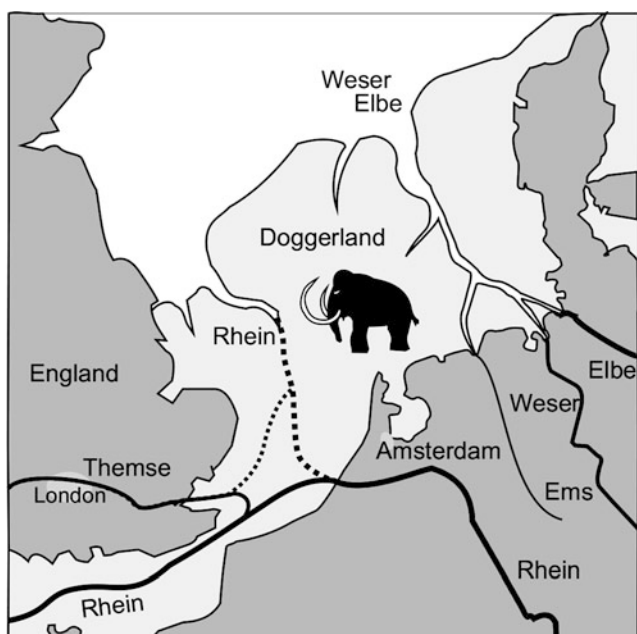 Weser
Elbe
Doggerland
Rhein
England
Elbe
Weser
Amsterdam
Themse
London
Ems
Rhein
Rhein